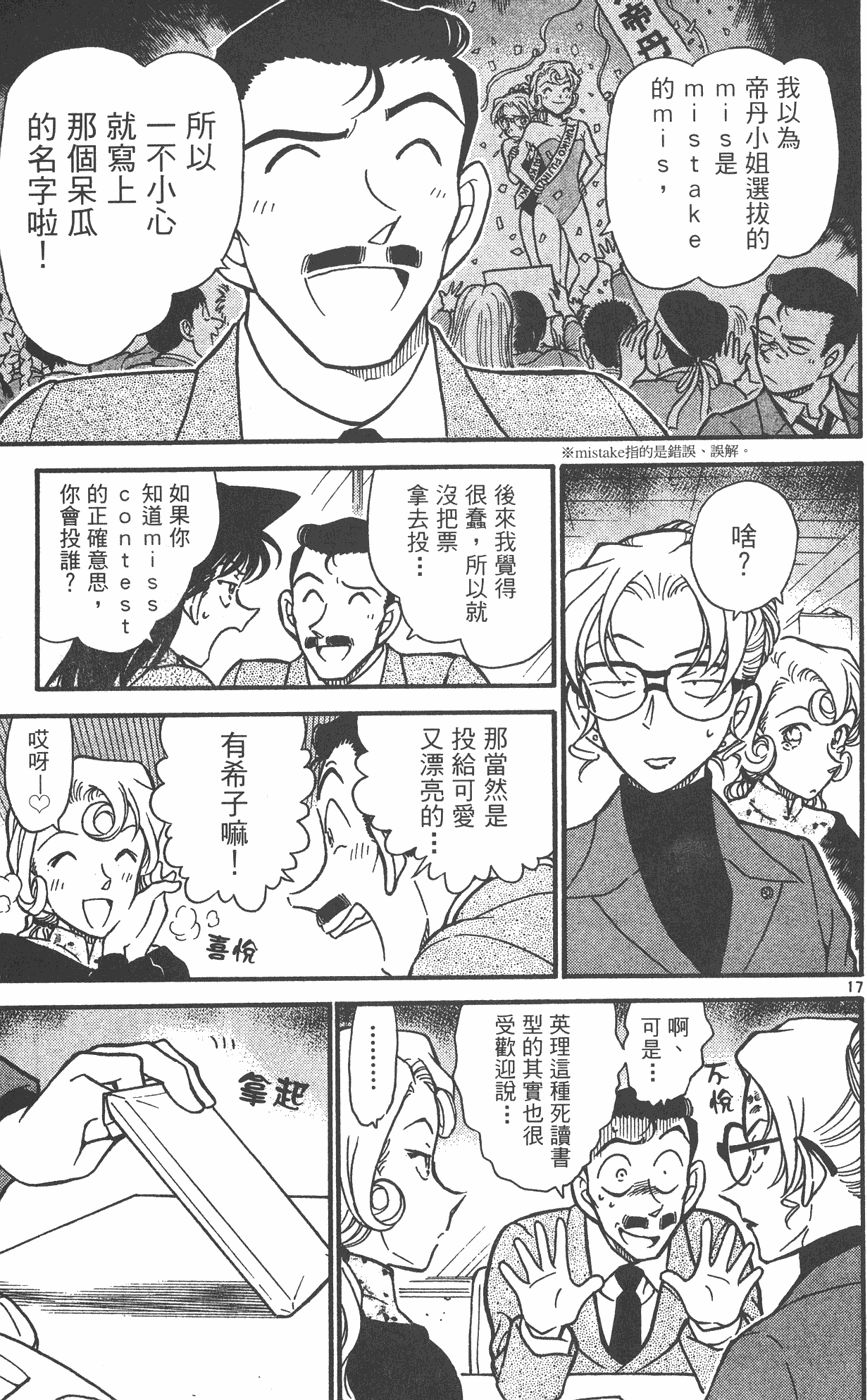 帝丹
YUKIKO FUJI
我以為
帝丹小姐選拔的
mis是
mistake
的mis，
所以
一不小心
就寫上
那個呆瓜
的名字啦！
※mistake指的是錯誤、誤解。
啥？
後來我覺得
很蠢，所以就
沒把票
拿去投…
如果你
知道miss
contest
的正確意思，
你會投誰？
那當然是
投給可愛
又漂亮的…
有希子嘛！
喜悅
哎呀—♡
17
啊、
可是…
不悅
英理這種死讀書
型的其實也很
受歡迎說…
……
拿起